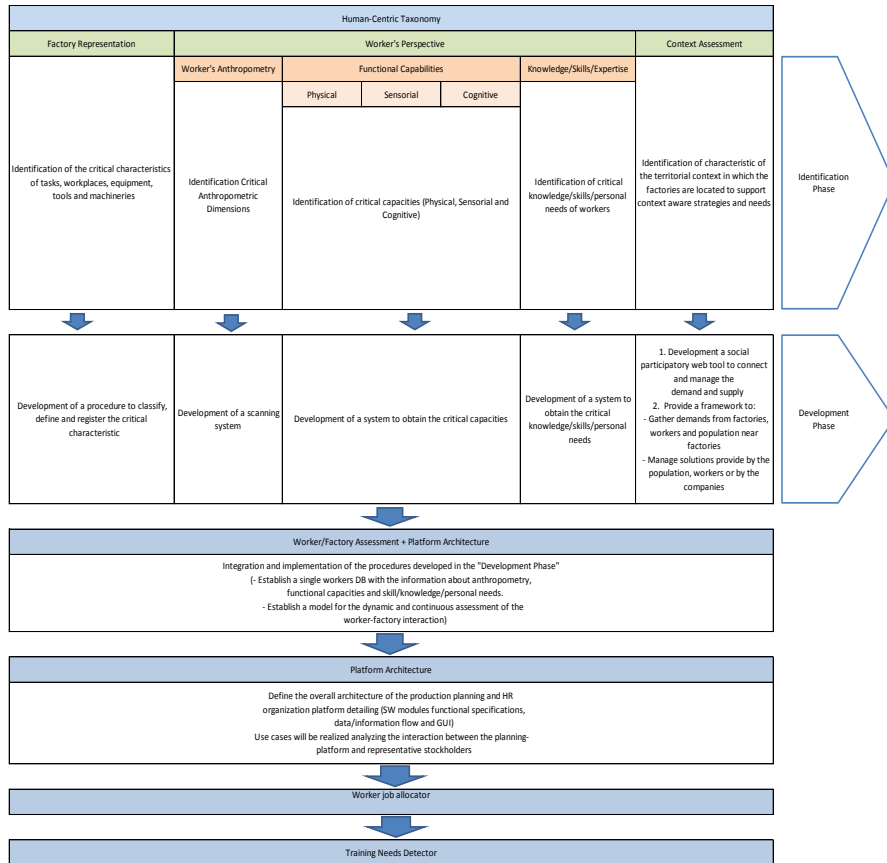 Human-Centric Taxonomy
Factory Representation
Worker's Perspective
Context Assessment
Worker's Anthropometry
Functional Capabilities
Knowledge/Skills/Expertise
Physical
Sensorial
Cognitive
Identification of the critical characteristics
of tasks, workplaces, equipment,
tools and machineries
Identification Critical
Anthropometric
Dimensions
Identification of critical capacities (Physical, Sensorial and
Cognitive)
Identification of critical
knowledge/skills/personal
needs of workers
Identification of characteristic of
the territorial context in which the
factories are located to support
context aware strategies and needs
Identification
Phase
Development of a procedure to classify,
define and register the critical
characteristic
Development of a scanning
system
Development of a system to obtain the critical capacities
Development of a system to
obtain the critical
knowledge/skills/personal
needs
1. Development a social
participatory web tool to connect
and manage the
demand and supply
2. Provide a framework to:
- Gather demands from factories,
workers and population near
factories
- Manage solutions provide by the
population, workers or by the
companies
Development
Phase
Worker/Factory Assessment + Platform Architecture
Integration and implementation of the procedures developed in the "Development Phase"
(- Establish a single workers DB with the information about anthropometry,
functional capacities and skill/knowledge/personal needs.
- Establish a model for the dynamic and continuous assessment of the
worker-factory interaction)
Platform Architecture
Define the overall architecture of the production planning and HR
organization platform detailing (SW modules functional specifications,
data/information flow and GUI)
Use cases will be realized analyzing the interaction between the planning-
platform and representative stockholders
Worker job allocator
Training Needs Detector